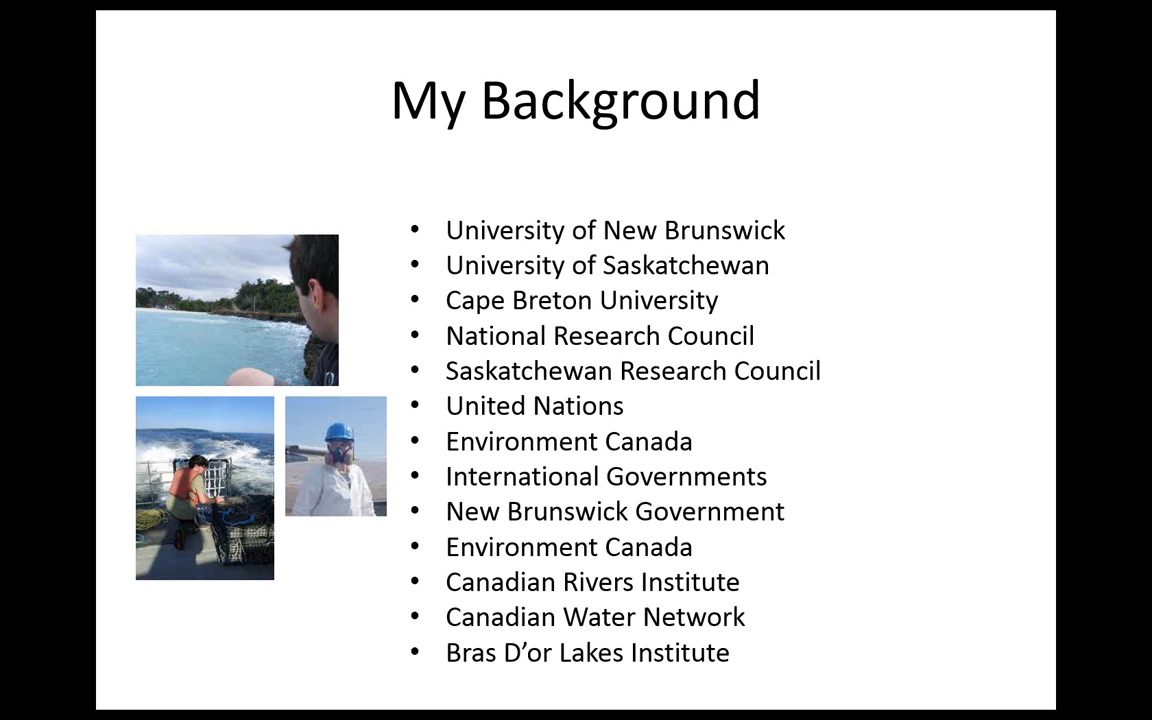 My Background
• University of New Brunswick
• University of Saskatchewan
• Cape Breton University
• National Research Council
• Saskatchewan Research Council
• United Nations
• Environment Canada
• International Governments
• New Brunswick Government
• Environment Canada
• Canadian Rivers Institute
• Canadian Water Network
• Bras D’or Lakes Institute